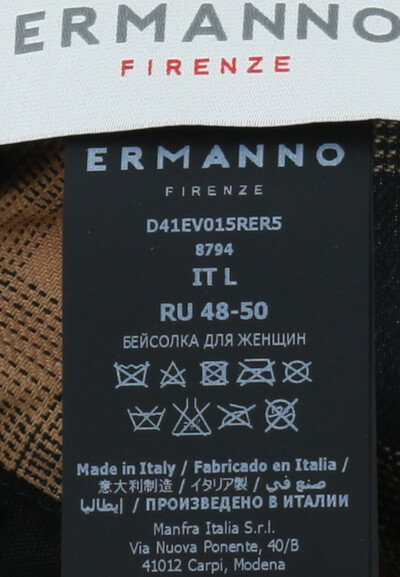 ERMANNO
FIRENZE
ERMANNO
FIRENZE
D41EV015RER5
8794
IT L
RU 48-50
БЕЙСОЛКА ДЛЯ ЖЕНЩИН
Made in Italy / Fabricado en Italia /
意大利制造 / イタリア製 / صنع في
إيطاليا / ПРОИЗВЕДЕНО В ИТАЛИИ
Manfra Italia S.r.l.
Via Nuova Ponente, 40/B
41012 Carpi, Modena